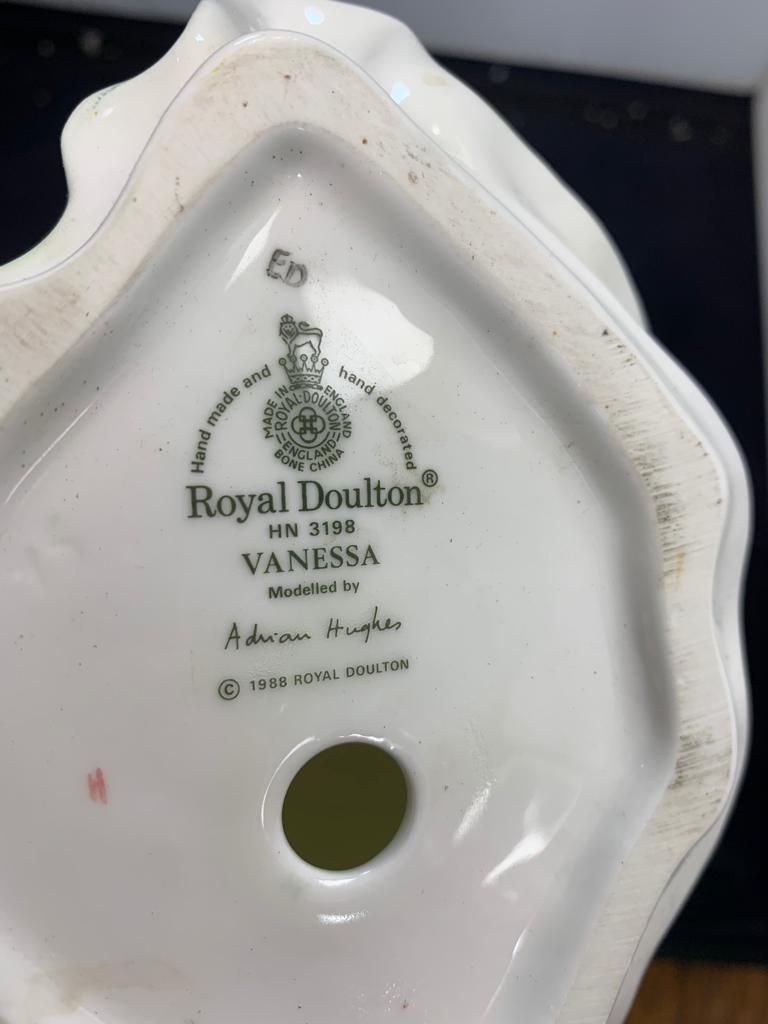 ED
Hand made and hand decorated
MADE IN ENGLAND
ROYAL·DOULTON
ENGLAND
BONE CHINA
Royal Doulton®
HN 3198
VANESSA
Modelled by
Adrian Hughes
© 1988 ROYAL DOULTON
H